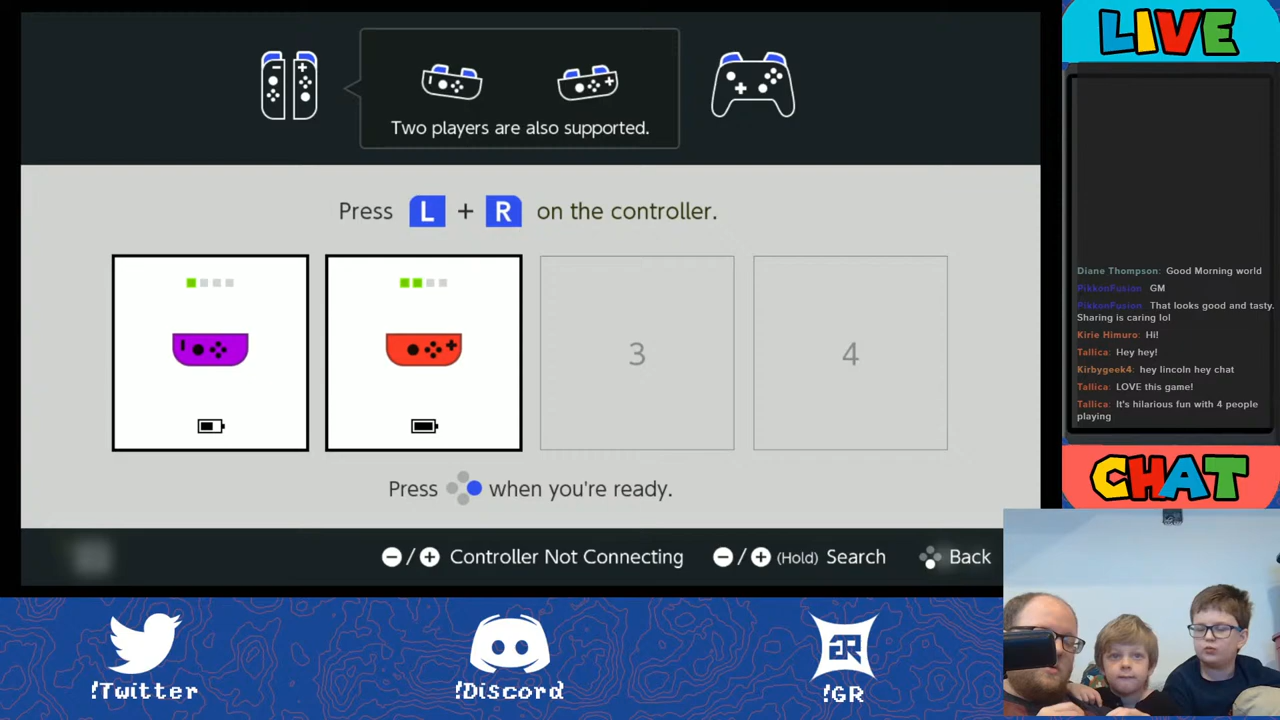 LIVE
Two players are also supported.
Press L + R on the controller.
3
4
Press when you're ready.
-/+ Controller Not Connecting -/+ (Hold) Search Back
Diane Thompson: Good Morning world
PikkonFusion: GM
PikkonFusion: That looks good and tasty.
Sharing is caring lol
Kirie Himuro: Hi!
Tallica: Hey hey!
Kirbygeek4: hey lincoln hey chat
Tallica: LOVE this game!
Tallica: It's hilarious fun with 4 people
playing
CHAT
!Twitter
!Discord
GR
!GR